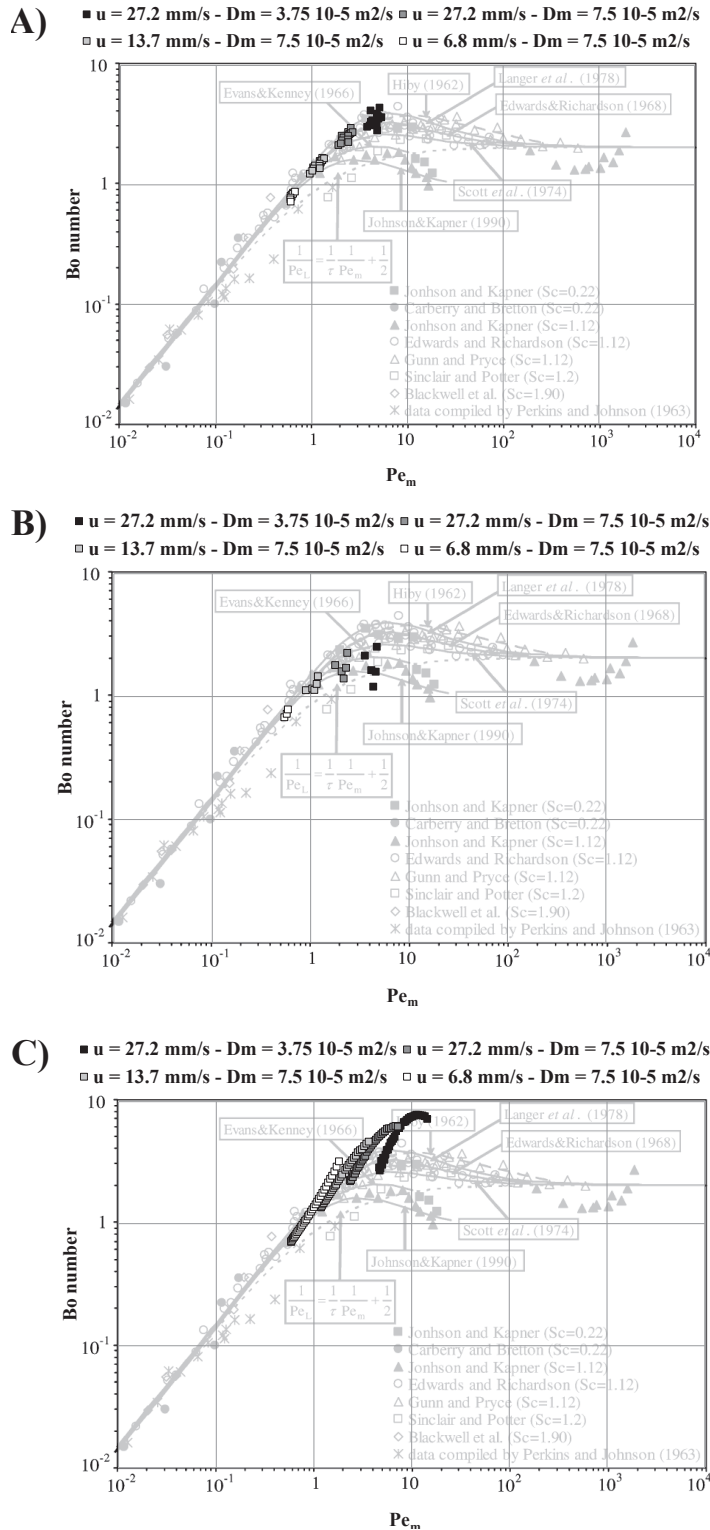 A)
■ u = 27.2 mm/s - Dm = 3.75 10-5 m2/s ■ u = 27.2 mm/s - Dm = 7.5 10-5 m2/s
■ u = 13.7 mm/s - Dm = 7.5 10-5 m2/s □ u = 6.8 mm/s - Dm = 7.5 10-5 m2/s
10
1
10-1
10-2
Bo number
Evans&Kenney (1966)
Hiby (1962)
Langer et al. (1978)
Edwards&Richardson (1968)
Scott et al. (1974)
Johnson&Kapner (1990)
1/PeL = 1/τ 1/Pem + 1/2
Jonhson and Kapner (Sc=0.22)
Carberry and Bretton (Sc=0.22)
Jonhson and Kapner (Sc=1.12)
Edwards and Richardson (Sc=1.12)
Gunn and Pryce (Sc=1.12)
Sinclair and Potter (Sc=1.2)
Blackwell et al. (Sc=1.90)
data compiled by Perkins and Johnson (1963)
10-2 10-1 1 10 102 103 104
Pem
B)
■ u = 27.2 mm/s - Dm = 3.75 10-5 m2/s ■ u = 27.2 mm/s - Dm = 7.5 10-5 m2/s
■ u = 13.7 mm/s - Dm = 7.5 10-5 m2/s □ u = 6.8 mm/s - Dm = 7.5 10-5 m2/s
10
1
10-1
10-2
Bo number
Evans&Kenney (1966)
Hiby (1962)
Langer et al. (1978)
Edwards&Richardson (1968)
Scott et al. (1974)
Johnson&Kapner (1990)
1/PeL = 1/τ 1/Pem + 1/2
Jonhson and Kapner (Sc=0.22)
Carberry and Bretton (Sc=0.22)
Jonhson and Kapner (Sc=1.12)
Edwards and Richardson (Sc=1.12)
Gunn and Pryce (Sc=1.12)
Sinclair and Potter (Sc=1.2)
Blackwell et al. (Sc=1.90)
data compiled by Perkins and Johnson (1963)
10-2 10-1 1 10 102 103 104
Pem
C)
■ u = 27.2 mm/s - Dm = 3.75 10-5 m2/s ■ u = 27.2 mm/s - Dm = 7.5 10-5 m2/s
■ u = 13.7 mm/s - Dm = 7.5 10-5 m2/s □ u = 6.8 mm/s - Dm = 7.5 10-5 m2/s
10
1
10-1
10-2
Bo number
Evans&Kenney (1966)
(1962)
Langer et al. (1978)
Edwards&Richardson (1968)
Scott et al. (1974)
Johnson&Kapner (1990)
1/PeL = 1/τ 1/Pem + 1/2
Jonhson and Kapner (Sc=0.22)
Carberry and Bretton (Sc=0.22)
Jonhson and Kapner (Sc=1.12)
Edwards and Richardson (Sc=1.12)
Gunn and Pryce (Sc=1.12)
Sinclair and Potter (Sc=1.2)
Blackwell et al. (Sc=1.90)
data compiled by Perkins and Johnson (1963)
10-2 10-1 1 10 102 103 104
Pem